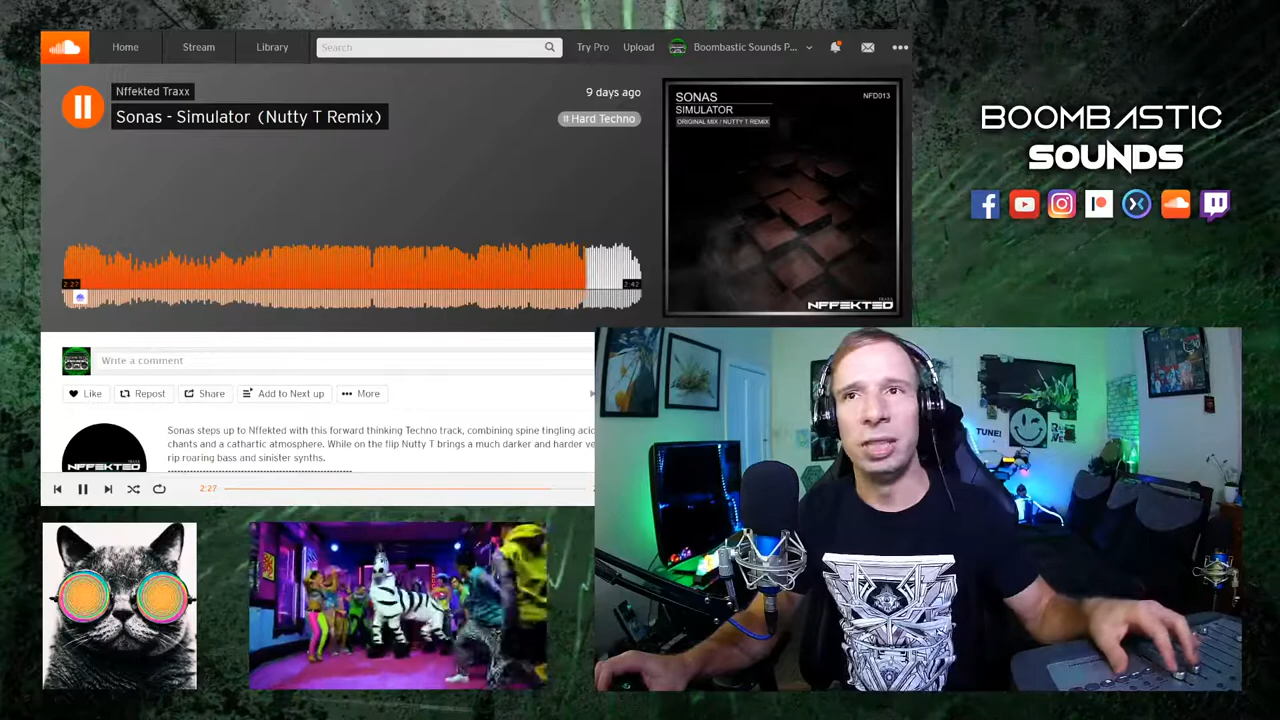 Home
Stream
Library
Search
Try Pro
Upload
Boombastic Sounds P...
Nffekted Traxx
Sonas - Simulator (Nutty T Remix)
9 days ago
# Hard Techno
2:27
2:42
SONAS
SIMULATOR
ORIGINAL MIX / NUTTY T REMIX
NFD013
NFFEKTED
TRAXX
BOOMBASTIC
SOUNDS
Write a comment
Like
Repost
Share
Add to Next up
More
Sonas steps up to Nffekted with this forward thinking Techno track, combining spine tingling acid
chants and a cathartic atmosphere. While on the flip Nutty T brings a much darker and harder ve
rip roaring bass and sinister synths.
NFFEKTED
2:27
TUNE!